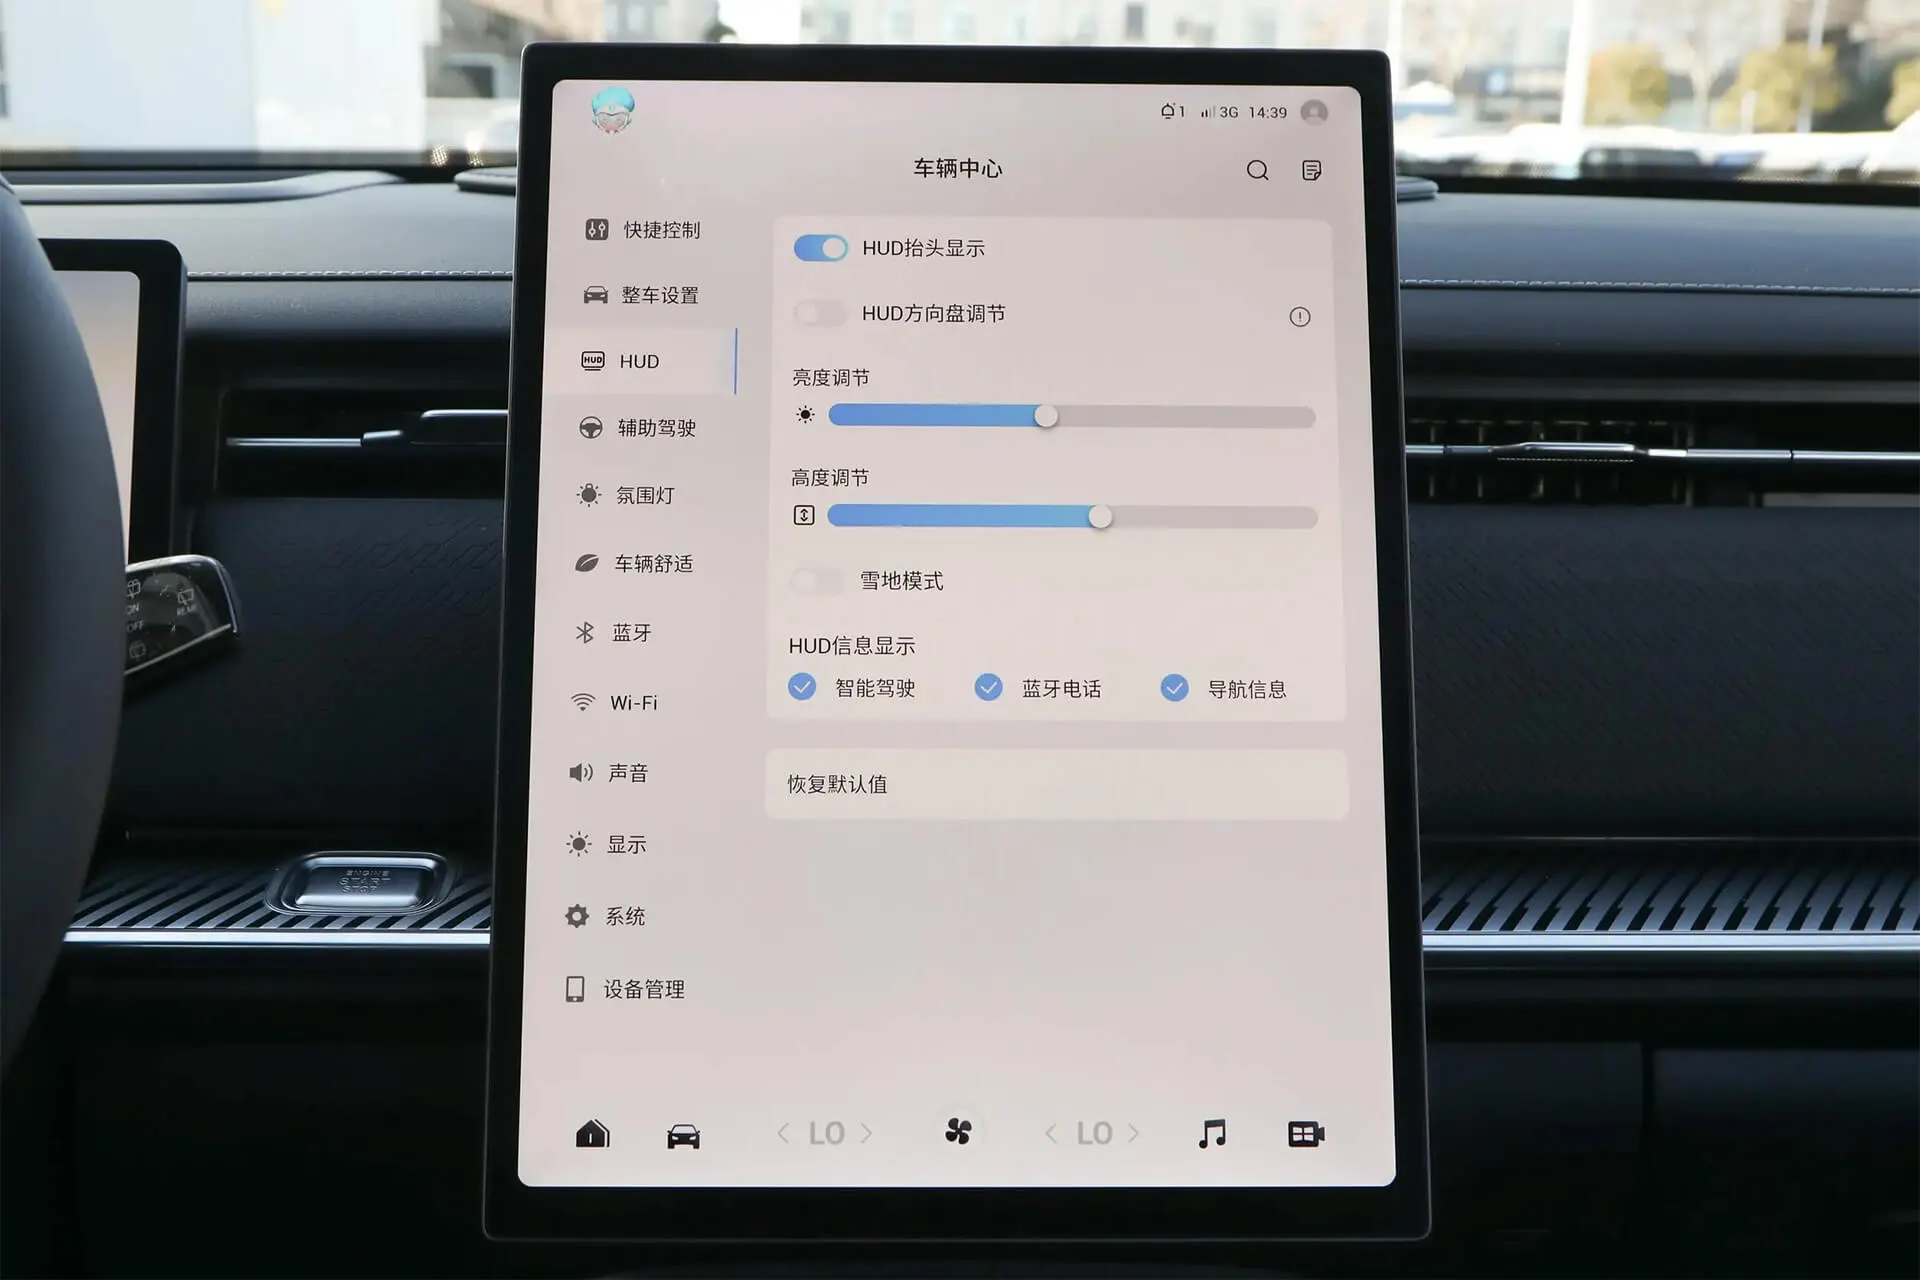 1 3G 14:39
车辆中心
快捷控制
整车设置
HUD HUD
辅助驾驶
氛围灯
车辆舒适
蓝牙
Wi-Fi
声音
显示
系统
设备管理
HUD抬头显示
HUD方向盘调节
亮度调节
高度调节
雪地模式
HUD信息显示
智能驾驶 蓝牙电话 导航信息
恢复默认值
LO LO
ON
OFF
REAR
ENGINE
START
STOP